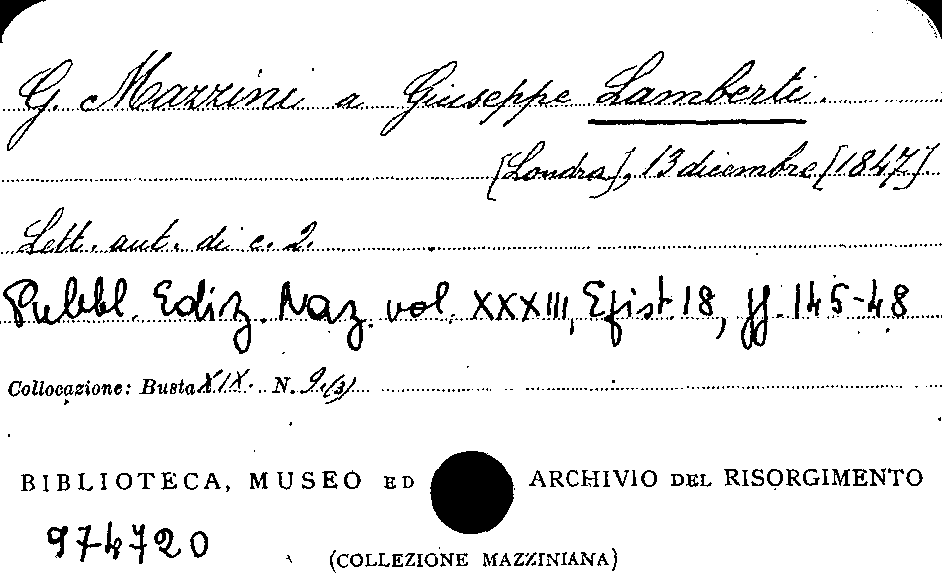 G. Mazzini a Giuseppe Lamberti.
[Londra], 13 dicembre [1847].
Lett. aut. di c. 2.
Pubbl. Ediz. Naz. vol. XXXIII, Epist. 18, pp. 145-48
Collocazione: Busta XIX. N. 9.(3)
BIBLIOTECA, MUSEO ED ARCHIVIO DEL RISORGIMENTO
974720
(COLLEZIONE MAZZINIANA)